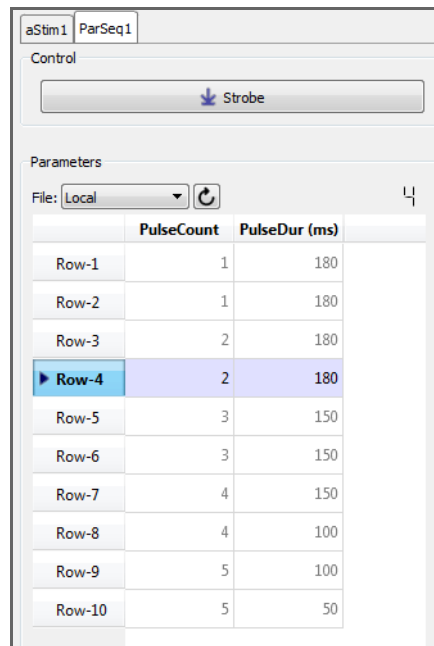 aStim1 ParSeq1
Control
Strobe
Parameters
File: Local
PulseCount PulseDur (ms)
Row-1 1 180
Row-2 1 180
Row-3 2 180
Row-4 2 180
Row-5 3 150
Row-6 3 150
Row-7 4 150
Row-8 4 100
Row-9 5 100
Row-10 5 50